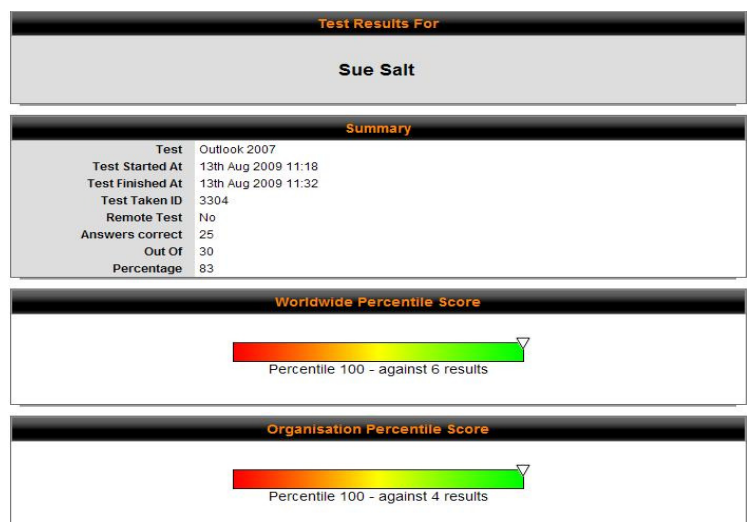 Test Results For
Sue Salt
Summary
Test Outlook 2007
Test Started At 13th Aug 2009 11:18
Test Finished At 13th Aug 2009 11:32
Test Taken ID 3304
Remote Test No
Answers correct 25
Out Of 30
Percentage 83
Worldwide Percentile Score
Percentile 100 - against 6 results
Organisation Percentile Score
Percentile 100 - against 4 results